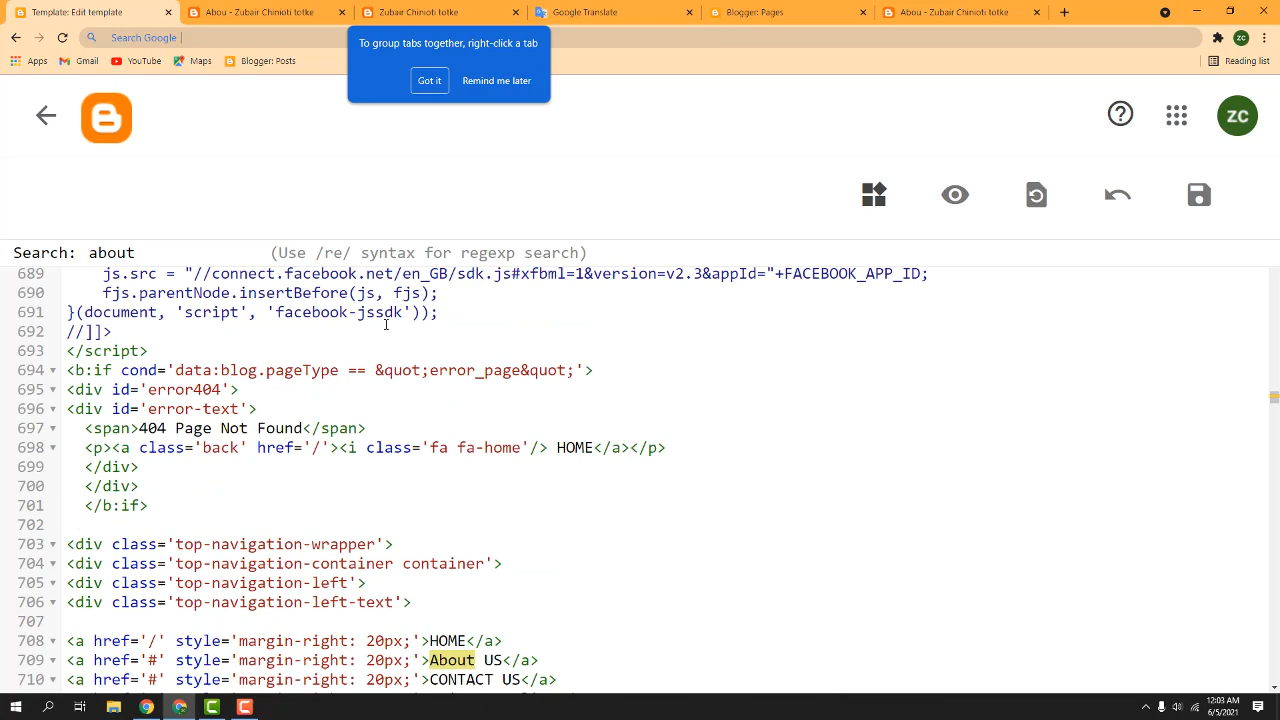 Template: Edit template
Abou - Zubair Chinioti totke
Zubair Chinioti totke
Google Translate
Blogger: Pages
Abou - Zubair Chinioti totke
Search Google
ZC
Apps
Gmail
YouTube
Maps
Blogger: Posts
Reading list
To group tabs together, right-click a tab
Got it
Remind me later
ZC
Search: about (Use /re/ syntax for regexp search)
689 js.src = "//connect.facebook.net/en_GB/sdk.js#xfbml=1&version=v2.3&appId="+FACEBOOK_APP_ID;
690 fjs.parentNode.insertBefore(js, fjs);
691 }(document, 'script', 'facebook-jssdk'));
692 //]]>
693 </script>
694 <b:if cond='data:blog.pageType == &quot;error_page&quot;'>
695 <div id='error404'>
696 <div id='error-text'>
697 <span>404 Page Not Found</span>
698 <p><a class='back' href='/'><i class='fa fa-home'/> HOME</a></p>
699 </div>
700 </div>
701 </b:if>
702
703 <div class='top-navigation-wrapper'>
704 <div class='top-navigation-container container'>
705 <div class='top-navigation-left'>
706 <div class='top-navigation-left-text'>
707
708 <a href='/' style='margin-right: 20px;'>HOME</a>
709 <a href='#' style='margin-right: 20px;'>About US</a>
710 <a href='#' style='margin-right: 20px;'>CONTACT US</a>
12:03 AM
6/5/2021